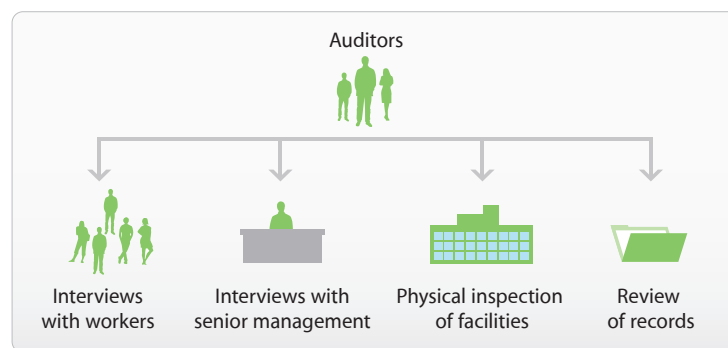 Auditors
Interviews
with workers
Interviews with
senior management
Physical inspection
of facilities
Review
of records